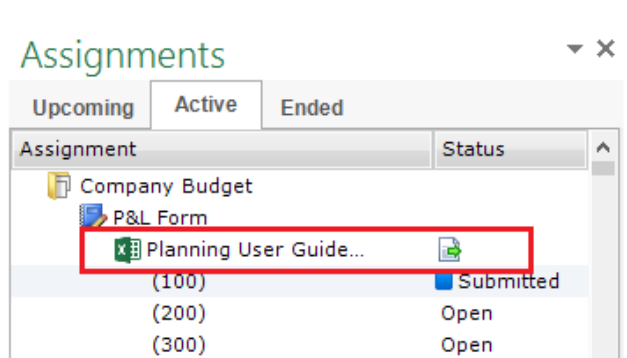 Assignments
Upcoming Active Ended
Assignment Status
Company Budget
P&L Form
Planning User Guide...
(100) Submitted
(200) Open
(300) Open